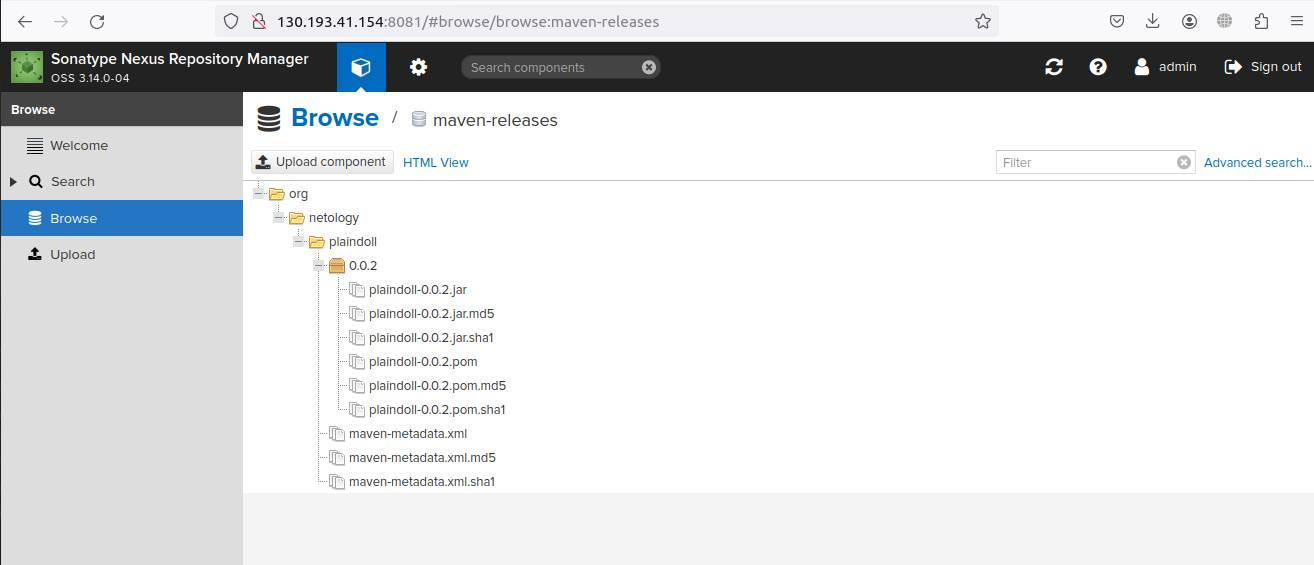 130.193.41.154:8081/#browse/browse:maven-releases
Sonatype Nexus Repository Manager
OSS 3.14.0-04
Search components
admin
Sign out
Browse
Welcome
Search
Browse
Upload
Browse / maven-releases
Upload component
HTML View
Filter
Advanced search...
org
netology
plaindoll
0.0.2
plaindoll-0.0.2.jar
plaindoll-0.0.2.jar.md5
plaindoll-0.0.2.jar.sha1
plaindoll-0.0.2.pom
plaindoll-0.0.2.pom.md5
plaindoll-0.0.2.pom.sha1
maven-metadata.xml
maven-metadata.xml.md5
maven-metadata.xml.sha1